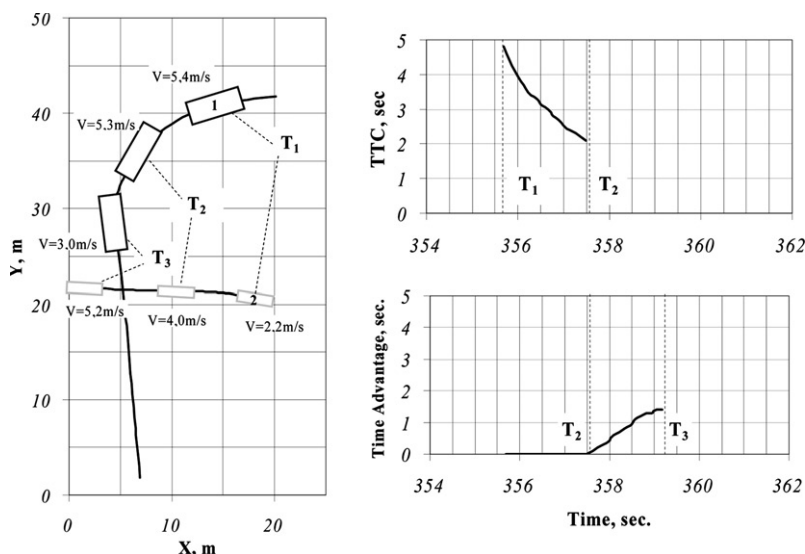 50
40
30
20
10
0
Y, m
0
10
20
X, m
V=5,4m/s
1
V=5,3m/s
T1
T2
V=3,0m/s
T3
2
V=5,2m/s
V=4,0m/s
V=2,2m/s
5
4
3
2
1
0
TTC, sec
T1
T2
354
356
358
360
362
5
4
3
2
1
0
Time Advantage, sec.
T2
T3
354
356
358
360
362
Time, sec.